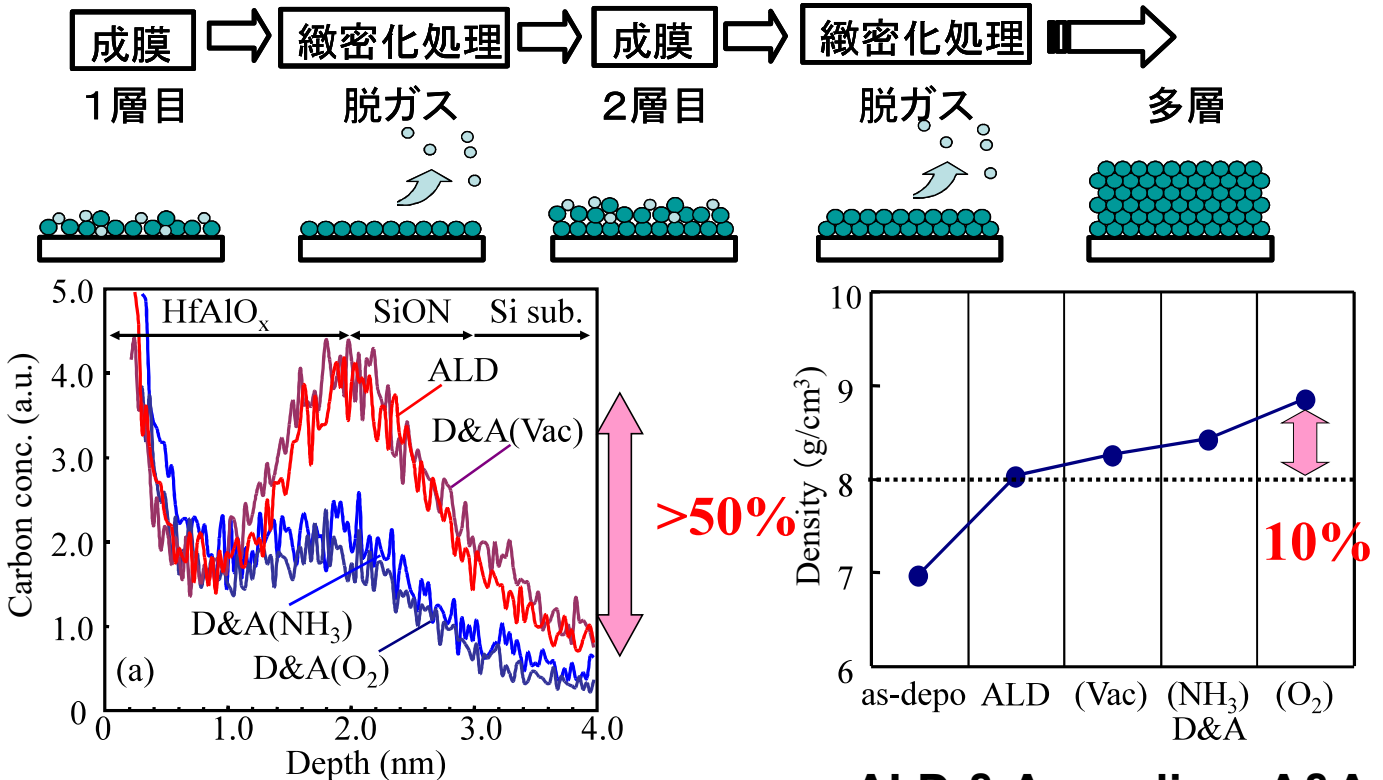 成膜 緻密化処理 成膜 緻密化処理
1層目 脱ガス 2層目 脱ガス 多層
5.0
4.0
3.0
2.0
1.0
0
Carbon conc. (a.u.)
HfAlOx SiON Si sub.
ALD
D&A(Vac)
D&A(NH3)
D&A(O2)
(a)
0 1.0 2.0 3.0 4.0
Depth (nm)
>50%
10
9
8
7
6
Density (g/cm³)
10%
as-depo ALD (Vac) (NH3) (O2)
D&A